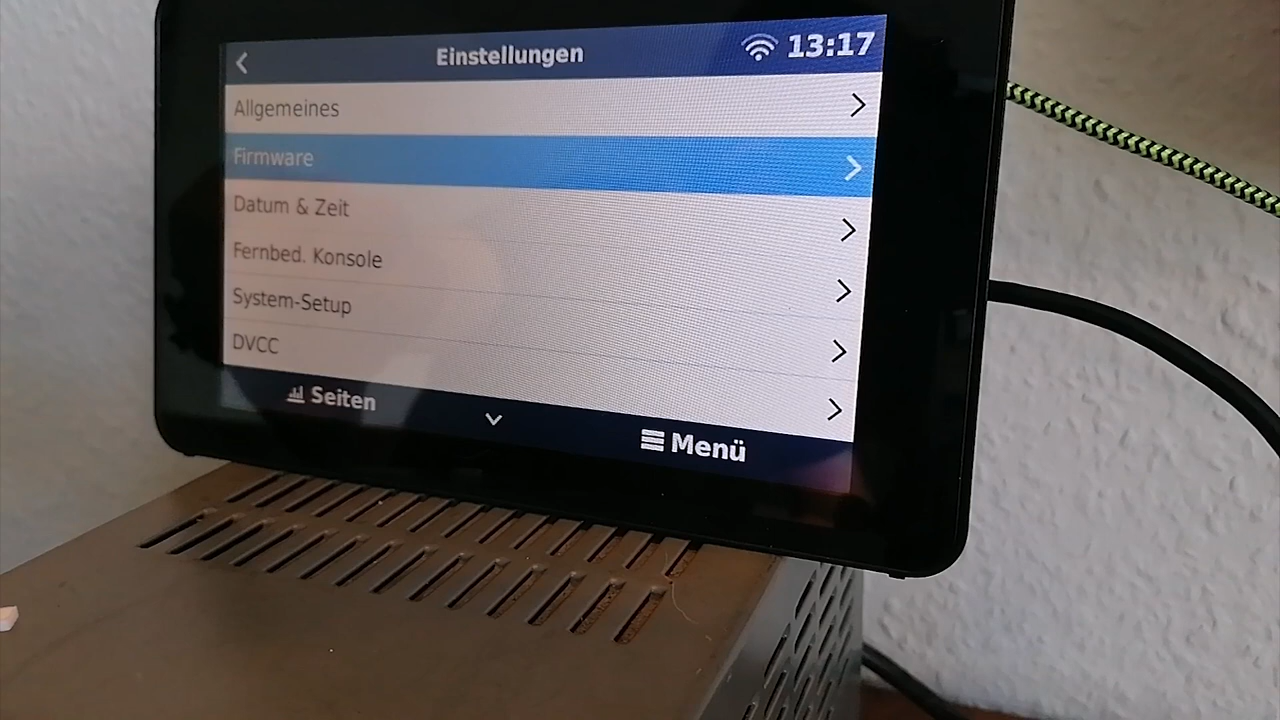 Einstellungen 13:17
Allgemeines
Firmware
Datum & Zeit
Fernbed. Konsole
System-Setup
DVCC
Seiten Menü